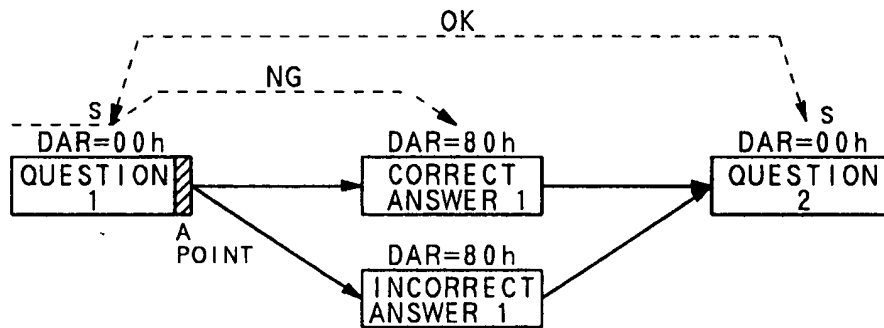 OK
NG
S
S
DAR=00h
DAR=80h
DAR=00h
QUESTION
1
CORRECT
ANSWER 1
QUESTION
2
A
POINT
DAR=80h
INCORRECT
ANSWER 1